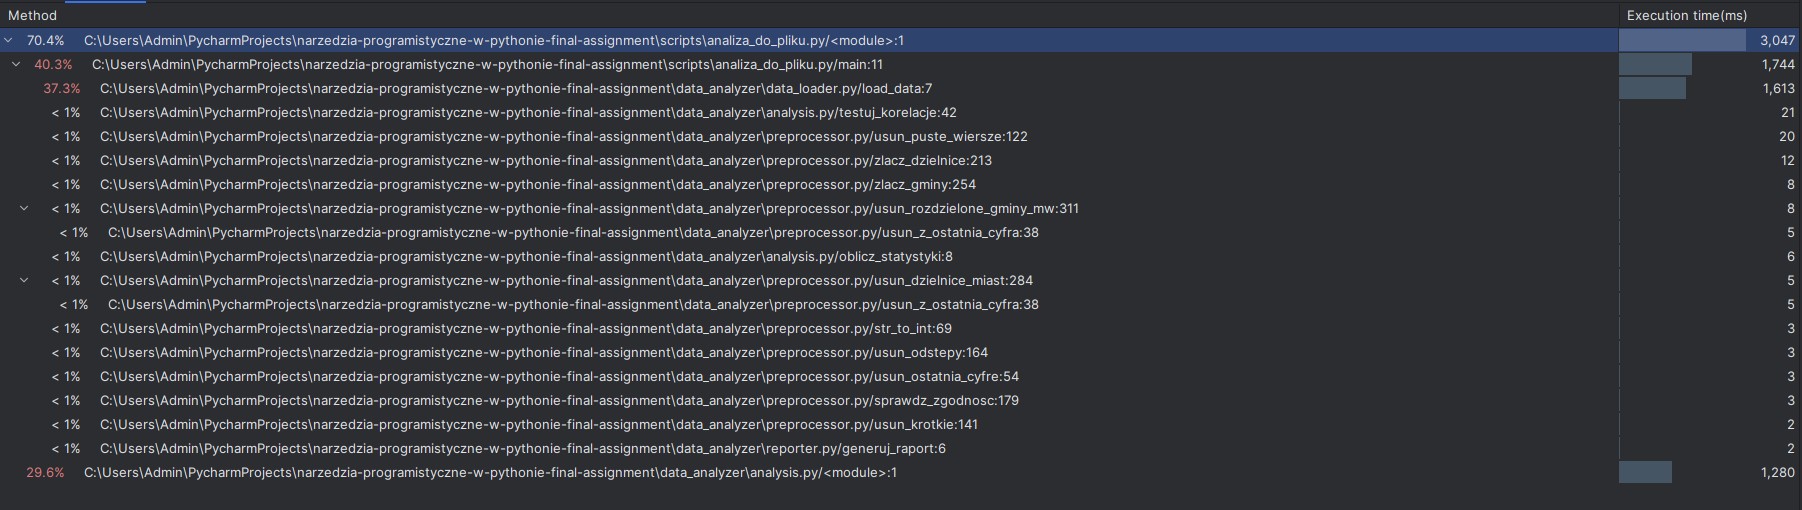 Method Execution time(ms)
70.4% C:\Users\Admin\PycharmProjects\narzedzia-programistyczne-w-pythonie-final-assignment\scripts\analiza_do_pliku.py/<module>:1 3,047
40.3% C:\Users\Admin\PycharmProjects\narzedzia-programistyczne-w-pythonie-final-assignment\scripts\analiza_do_pliku.py/main:11 1,744
37.3% C:\Users\Admin\PycharmProjects\narzedzia-programistyczne-w-pythonie-final-assignment\data_analyzer\data_loader.py/load_data:7 1,613
< 1% C:\Users\Admin\PycharmProjects\narzedzia-programistyczne-w-pythonie-final-assignment\data_analyzer\analysis.py/testuj_korelacje:42 21
< 1% C:\Users\Admin\PycharmProjects\narzedzia-programistyczne-w-pythonie-final-assignment\data_analyzer\preprocessor.py/usun_puste_wiersze:122 20
< 1% C:\Users\Admin\PycharmProjects\narzedzia-programistyczne-w-pythonie-final-assignment\data_analyzer\preprocessor.py/zlacz_dzielnice:213 12
< 1% C:\Users\Admin\PycharmProjects\narzedzia-programistyczne-w-pythonie-final-assignment\data_analyzer\preprocessor.py/zlacz_gminy:254 8
< 1% C:\Users\Admin\PycharmProjects\narzedzia-programistyczne-w-pythonie-final-assignment\data_analyzer\preprocessor.py/usun_rozdzielone_gminy_mw:311 8
< 1% C:\Users\Admin\PycharmProjects\narzedzia-programistyczne-w-pythonie-final-assignment\data_analyzer\preprocessor.py/usun_z_ostatnia_cyfra:38 5
< 1% C:\Users\Admin\PycharmProjects\narzedzia-programistyczne-w-pythonie-final-assignment\data_analyzer\analysis.py/oblicz_statystyki:8 6
< 1% C:\Users\Admin\PycharmProjects\narzedzia-programistyczne-w-pythonie-final-assignment\data_analyzer\preprocessor.py/usun_dzielnice_miast:284 5
< 1% C:\Users\Admin\PycharmProjects\narzedzia-programistyczne-w-pythonie-final-assignment\data_analyzer\preprocessor.py/usun_z_ostatnia_cyfra:38 5
< 1% C:\Users\Admin\PycharmProjects\narzedzia-programistyczne-w-pythonie-final-assignment\data_analyzer\preprocessor.py/str_to_int:69 3
< 1% C:\Users\Admin\PycharmProjects\narzedzia-programistyczne-w-pythonie-final-assignment\data_analyzer\preprocessor.py/usun_odstepy:164 3
< 1% C:\Users\Admin\PycharmProjects\narzedzia-programistyczne-w-pythonie-final-assignment\data_analyzer\preprocessor.py/usun_ostatnia_cyfre:54 3
< 1% C:\Users\Admin\PycharmProjects\narzedzia-programistyczne-w-pythonie-final-assignment\data_analyzer\preprocessor.py/sprawdz_zgodnosc:179 3
< 1% C:\Users\Admin\PycharmProjects\narzedzia-programistyczne-w-pythonie-final-assignment\data_analyzer\preprocessor.py/usun_krotkie:141 2
< 1% C:\Users\Admin\PycharmProjects\narzedzia-programistyczne-w-pythonie-final-assignment\data_analyzer\reporter.py/generuj_raport:6 2
29.6% C:\Users\Admin\PycharmProjects\narzedzia-programistyczne-w-pythonie-final-assignment\data_analyzer\analysis.py/<module>:1 1,280